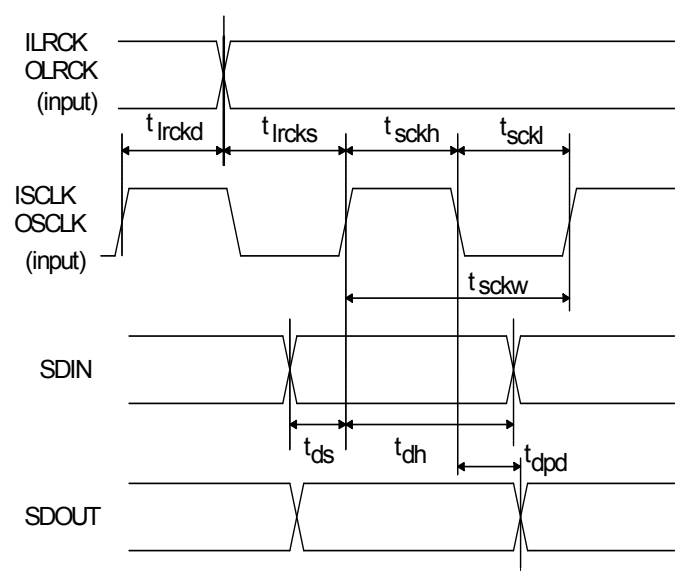 ILRCK
OLRCK
(input)
t lrckd
t lrcks
t sckh
t sckl
ISCLK
OSCLK
(input)
t sckw
SDIN
t ds
t dh
t dpd
SDOUT